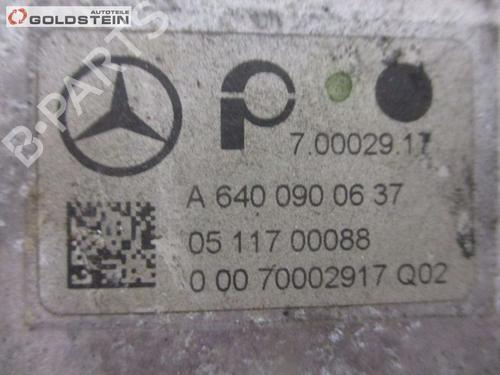 AUTOTEILE
GOLDSTEIN
B-PARTS
7.00029.17
A 640 090 06 37
05 117 00088
0 00 70002917 Q02